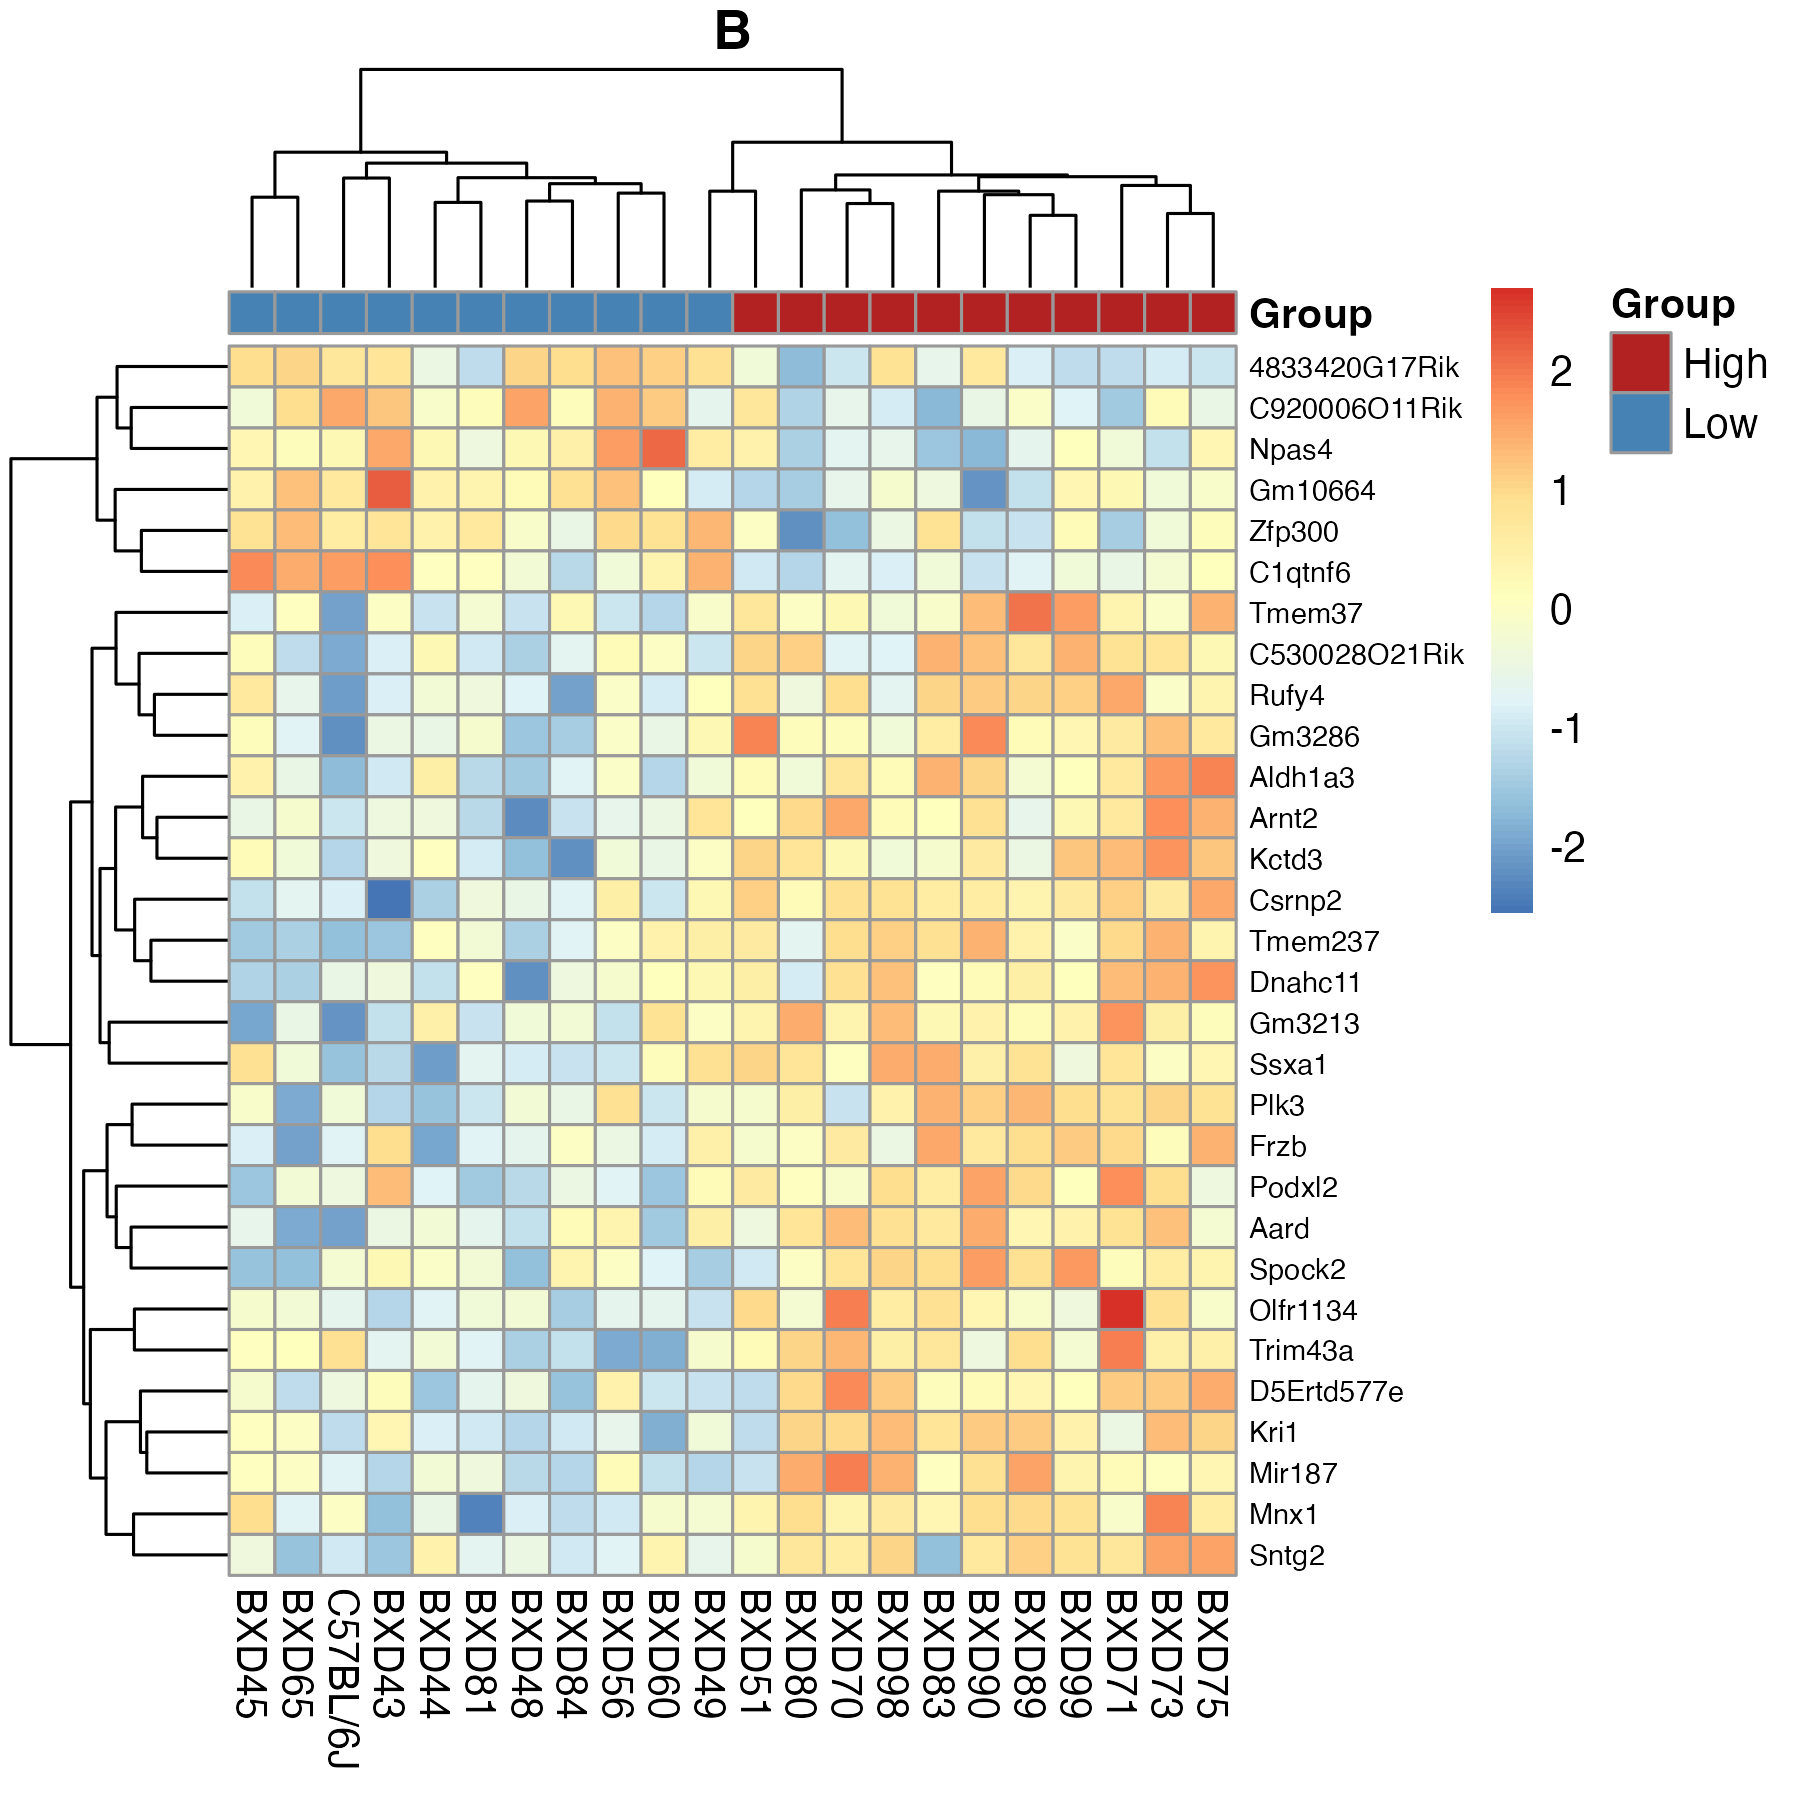 B
Group
4833420G17Rik
C920006O11Rik
Npas4
Gm10664
Zfp300
C1qtnf6
Tmem37
C530028O21Rik
Rufy4
Gm3286
Aldh1a3
Arnt2
Kctd3
Csrnp2
Tmem237
Dnahc11
Gm3213
Ssxa1
Plk3
Frzb
Podxl2
Aard
Spock2
Olfr1134
Trim43a
D5Ertd577e
Kri1
Mir187
Mnx1
Sntg2
BXD45
BXD65
C57BL/6J
BXD43
BXD44
BXD81
BXD48
BXD84
BXD56
BXD60
BXD49
BXD51
BXD80
BXD70
BXD98
BXD83
BXD90
BXD89
BXD99
BXD71
BXD73
BXD75
2
1
0
-1
-2
Group
High
Low